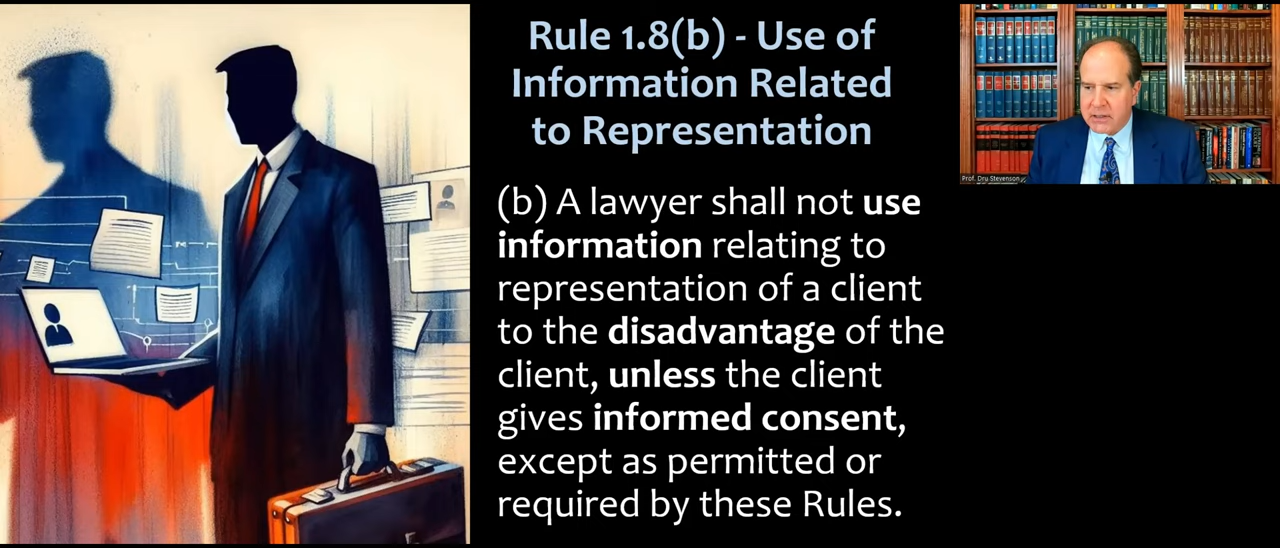 Rule 1.8(b) - Use of
Information Related
to Representation
(b) A lawyer shall not use
information relating to
representation of a client
to the disadvantage of the
client, unless the client
gives informed consent,
except as permitted or
required by these Rules.
Prof. Dru Stevenson